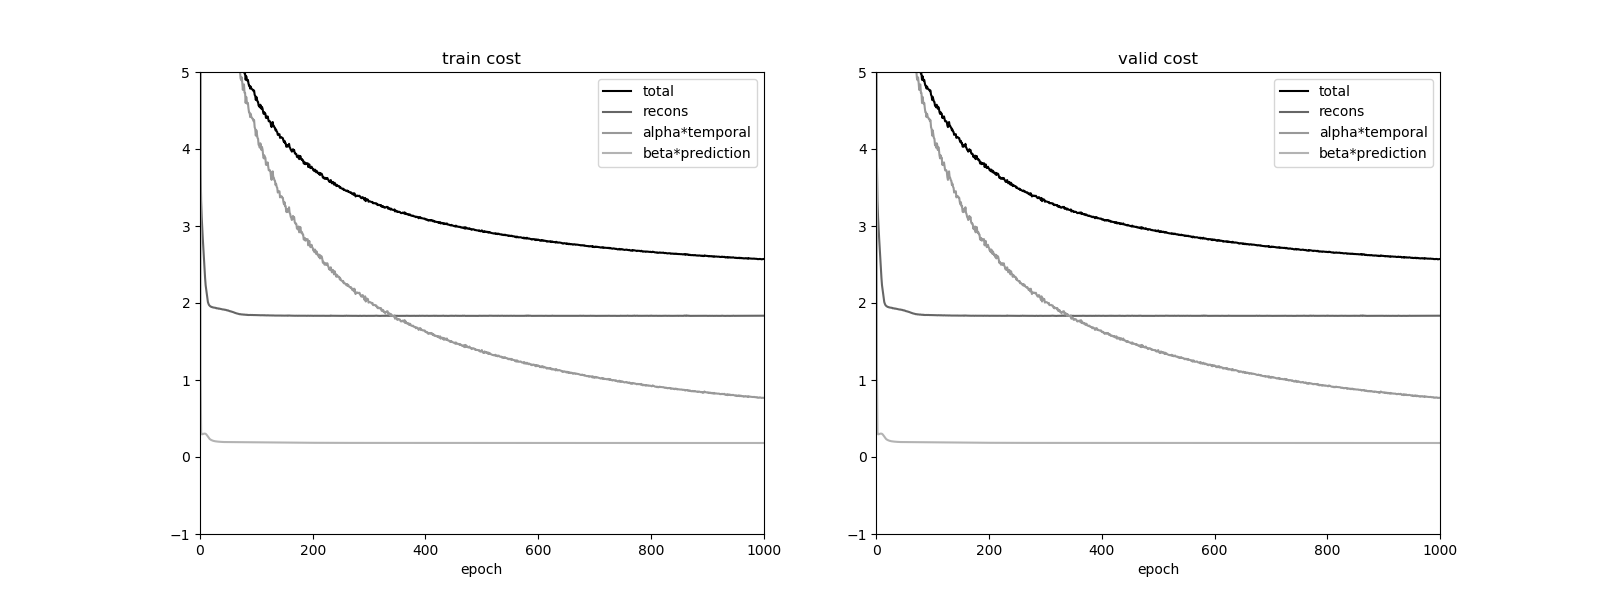 train cost
5
4
3
2
1
0
−1
0
200
400
600
800
1000
epoch
total
recons
alpha*temporal
beta*prediction
valid cost
5
4
3
2
1
0
−1
0
200
400
600
800
1000
epoch
total
recons
alpha*temporal
beta*prediction